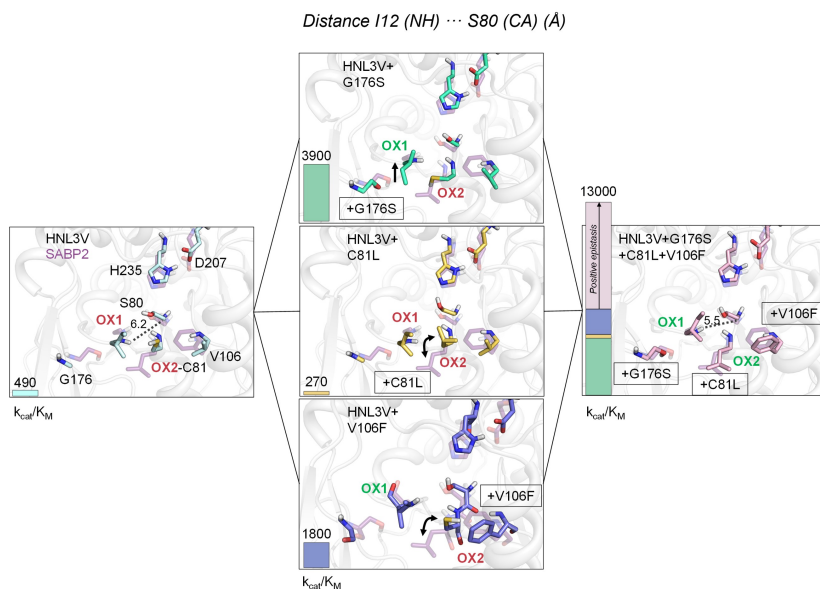 Distance I12 (NH) ··· S80 (CA) (Å)
HNL3V+
G176S
3900
OX1
OX2
+G176S
HNL3V
SABP2
H235
D207
S80
OX1
6.2
V106
OX2-C81
G176
490
kcat/KM
HNL3V+
C81L
OX1
OX2
+C81L
270
HNL3V+
V106F
OX1
+V106F
OX2
1800
kcat/KM
13000
Positive epistasis
HNL3V+G176S
+C81L+V106F
+V106F
OX1
5.5
OX2
+G176S
+C81L
kcat/KM